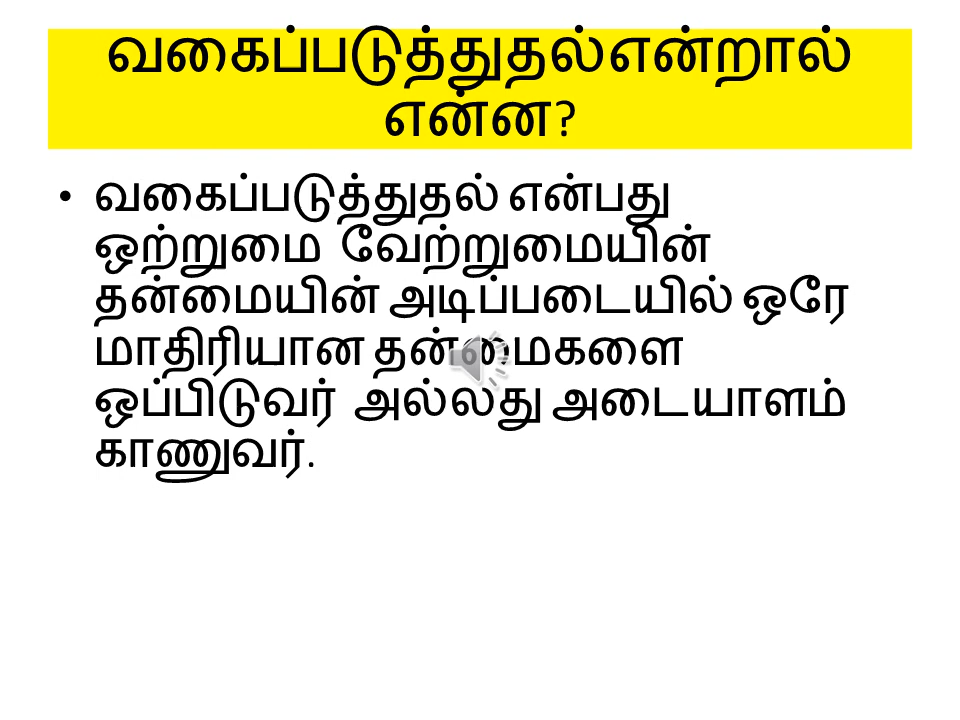 வகைப்படுத்துதல்என்றால்
என்ன?
• வகைப்படுத்துதல் என்பது
ஒற்றுமை வேற்றுமையின்
தன்மையின் அடிப்படையில் ஒரே
மாதிரியான தன்மைகளை
ஒப்பிடுவர் அல்லது அடையாளம்
காணுவர்.